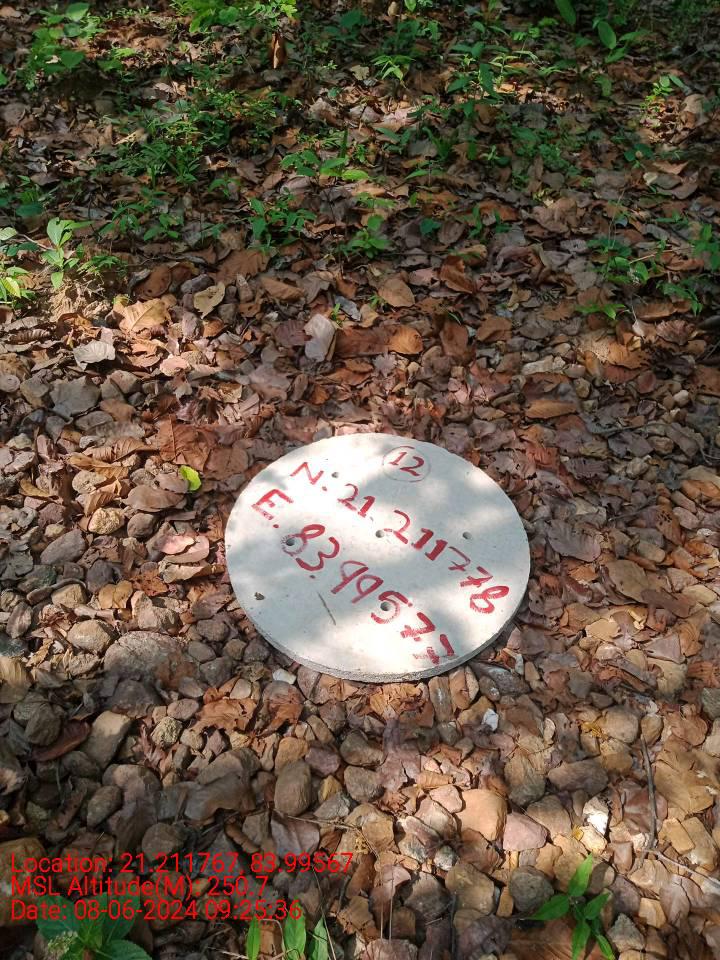 12
N. 21.211778
E. 83.995577
Location: 21.211767, 83.99567
MSL Altitude(M): 250.7
Date: 08-06-2024 09:25:36